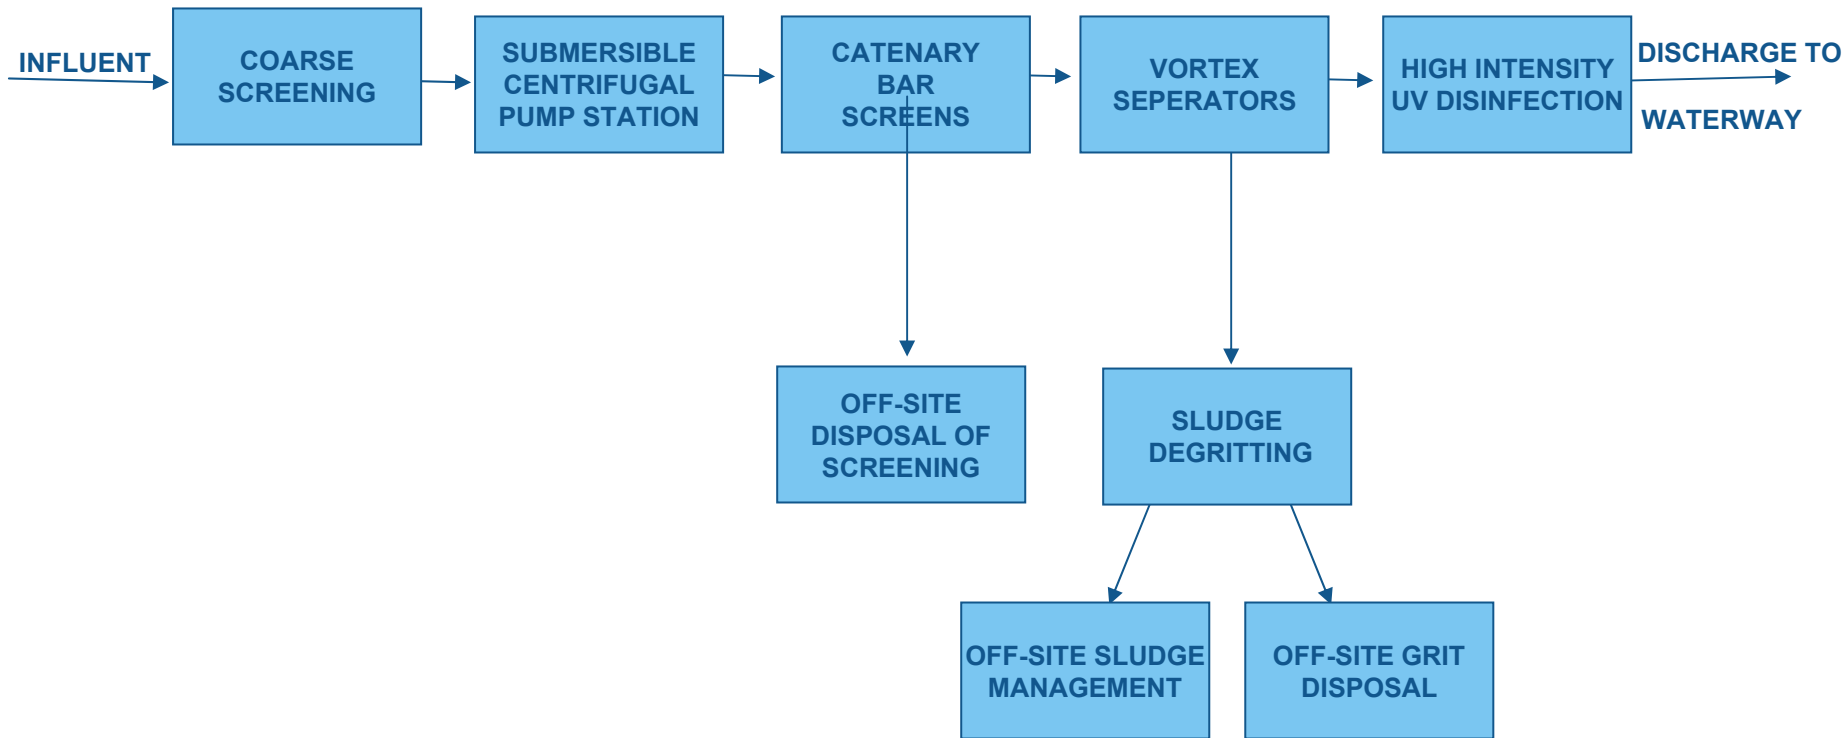 INFLUENT
COARSE
SCREENING
SUBMERSIBLE
CENTRIFUGAL
PUMP STATION
CATENARY
BAR
SCREENS
VORTEX
SEPERATORS
HIGH INTENSITY
UV DISINFECTION
DISCHARGE TO
WATERWAY
OFF-SITE
DISPOSAL OF
SCREENING
SLUDGE
DEGRITTING
OFF-SITE SLUDGE
MANAGEMENT
OFF-SITE GRIT
DISPOSAL